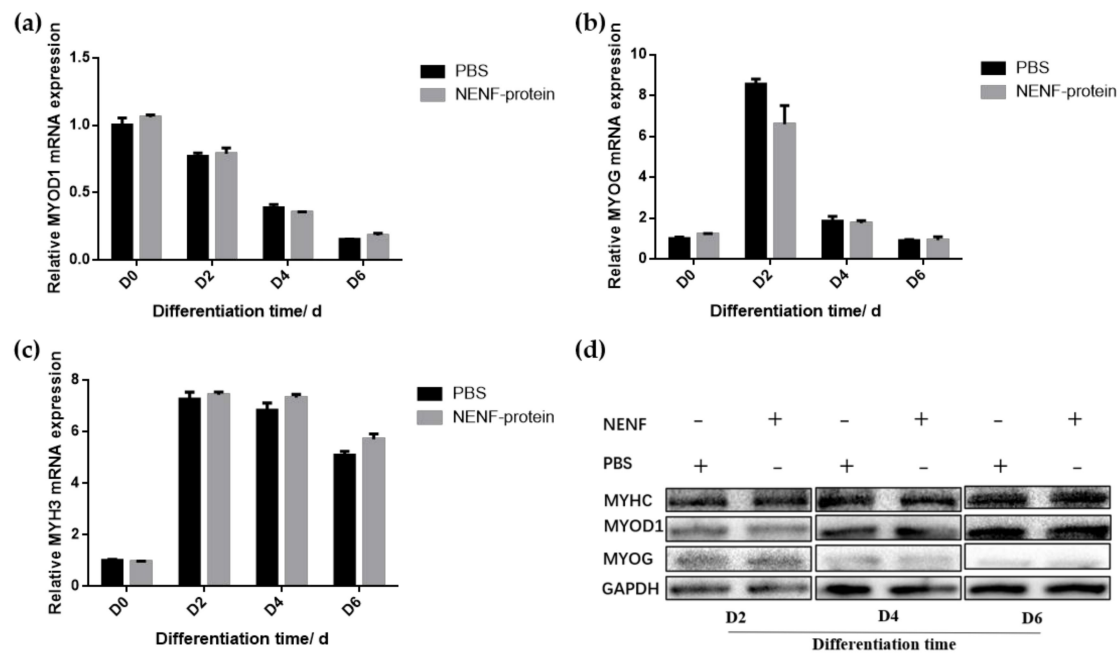 (a)
Relative MYOD1 mRNA expression
1.5
1.0
0.5
0.0
D0 D2 D4 D6
Differentiation time/ d
PBS
NENF-protein
(b)
Relative MYOG mRNA expression
10
8
6
4
2
0
D0 D2 D4 D6
Differentiation time/ d
PBS
NENF-protein
(c)
Relative MYH3 mRNA expression
8
6
4
2
0
D0 D2 D4 D6
Differentiation time/ d
PBS
NENF-protein
(d)
NENF - + - + - +
PBS + - + - + -
MYHC
MYOD1
MYOG
GAPDH
D2 D4 D6
Differentiation time